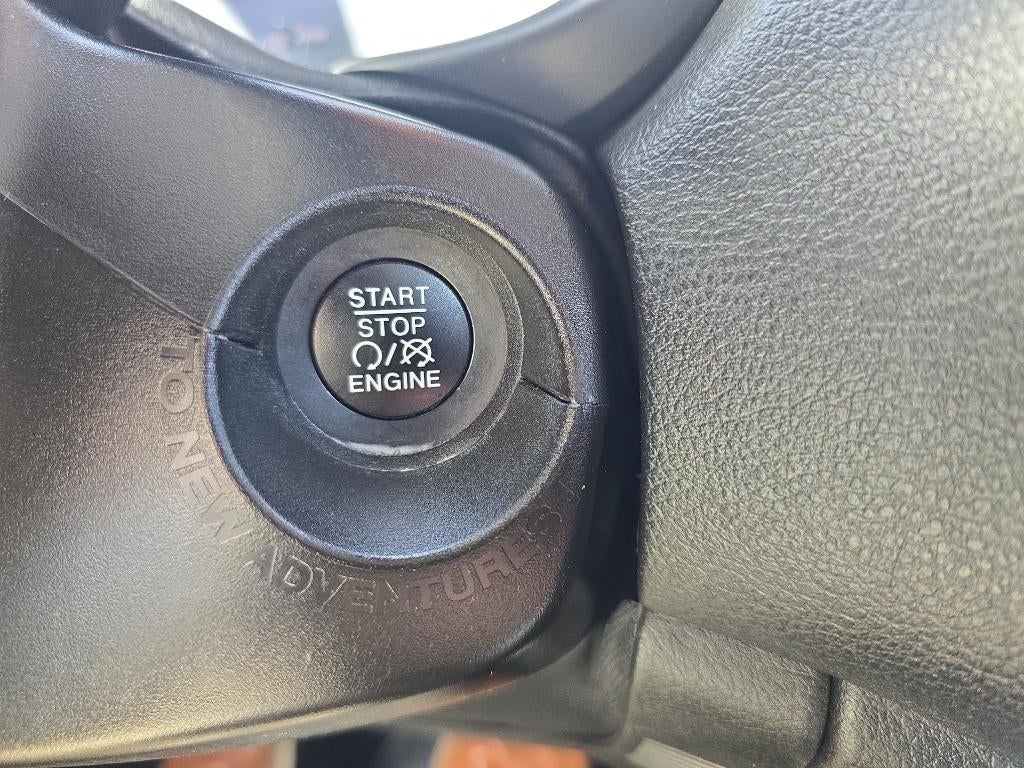 START
STOP
/
ENGINE
TO NEW ADVENTURES